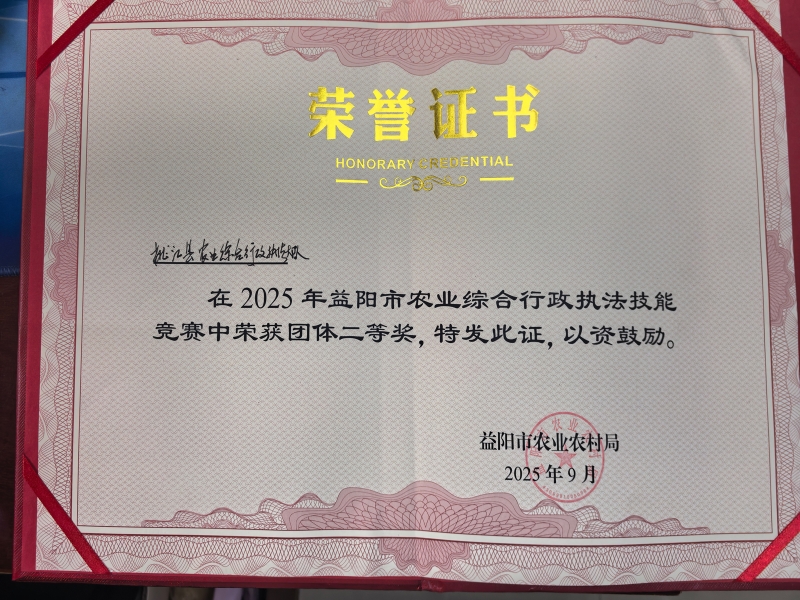 荣誉证书
HONORARY CREDENTIAL
桃江县农业综合行政执法大队
在2025年益阳市农业综合行政执法技能
竞赛中荣获团体二等奖，特发此证，以资鼓励。
益阳市农业农村局
2025年9月